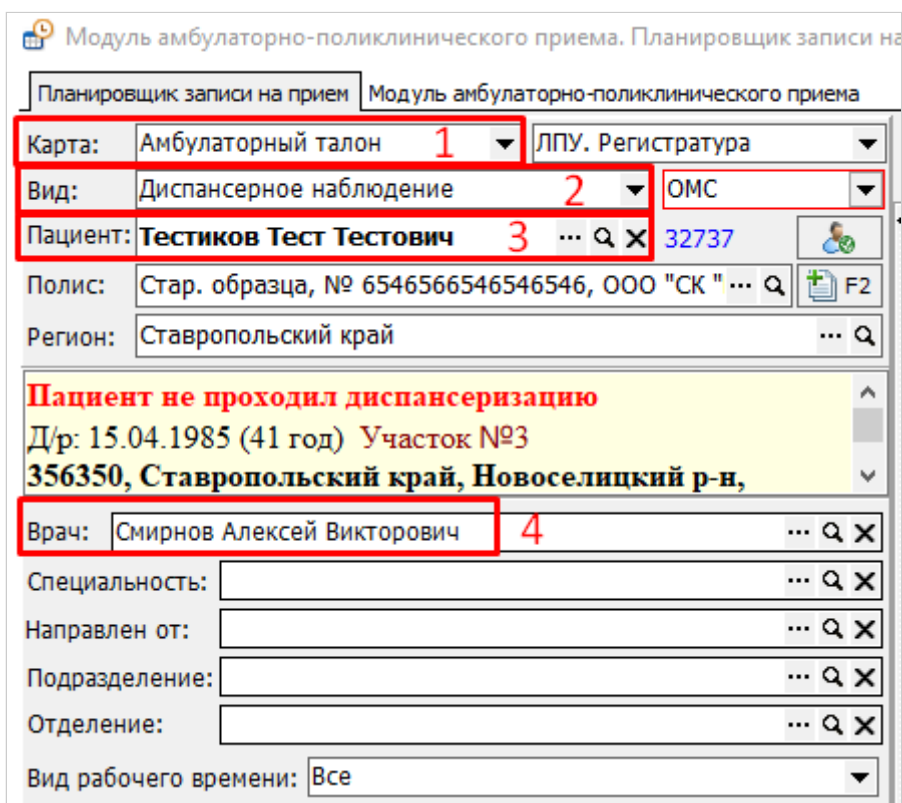 Модуль амбулаторно-поликлинического приема. Планировщик записи на
Планировщик записи на прием Модуль амбулаторно-поликлинического приема
Карта: Амбулаторный талон 1 ЛПУ. Регистратура
Вид: Диспансерное наблюдение 2 ОМС
Пациент: Тестиков Тест Тестович 3 ... 32737
Полис: Стар. образца, № 6546566546546546, ООО "СК " ... F2
Регион: Ставропольский край ...
Пациент не проходил диспансеризацию
Д/р: 15.04.1985 (41 год) Участок №3
356350, Ставропольский край, Новоселицкий р-н,
Врач: Смирнов Алексей Викторович 4 ...
Специальность: ...
Направлен от: ...
Подразделение: ...
Отделение: ...
Вид рабочего времени: Все